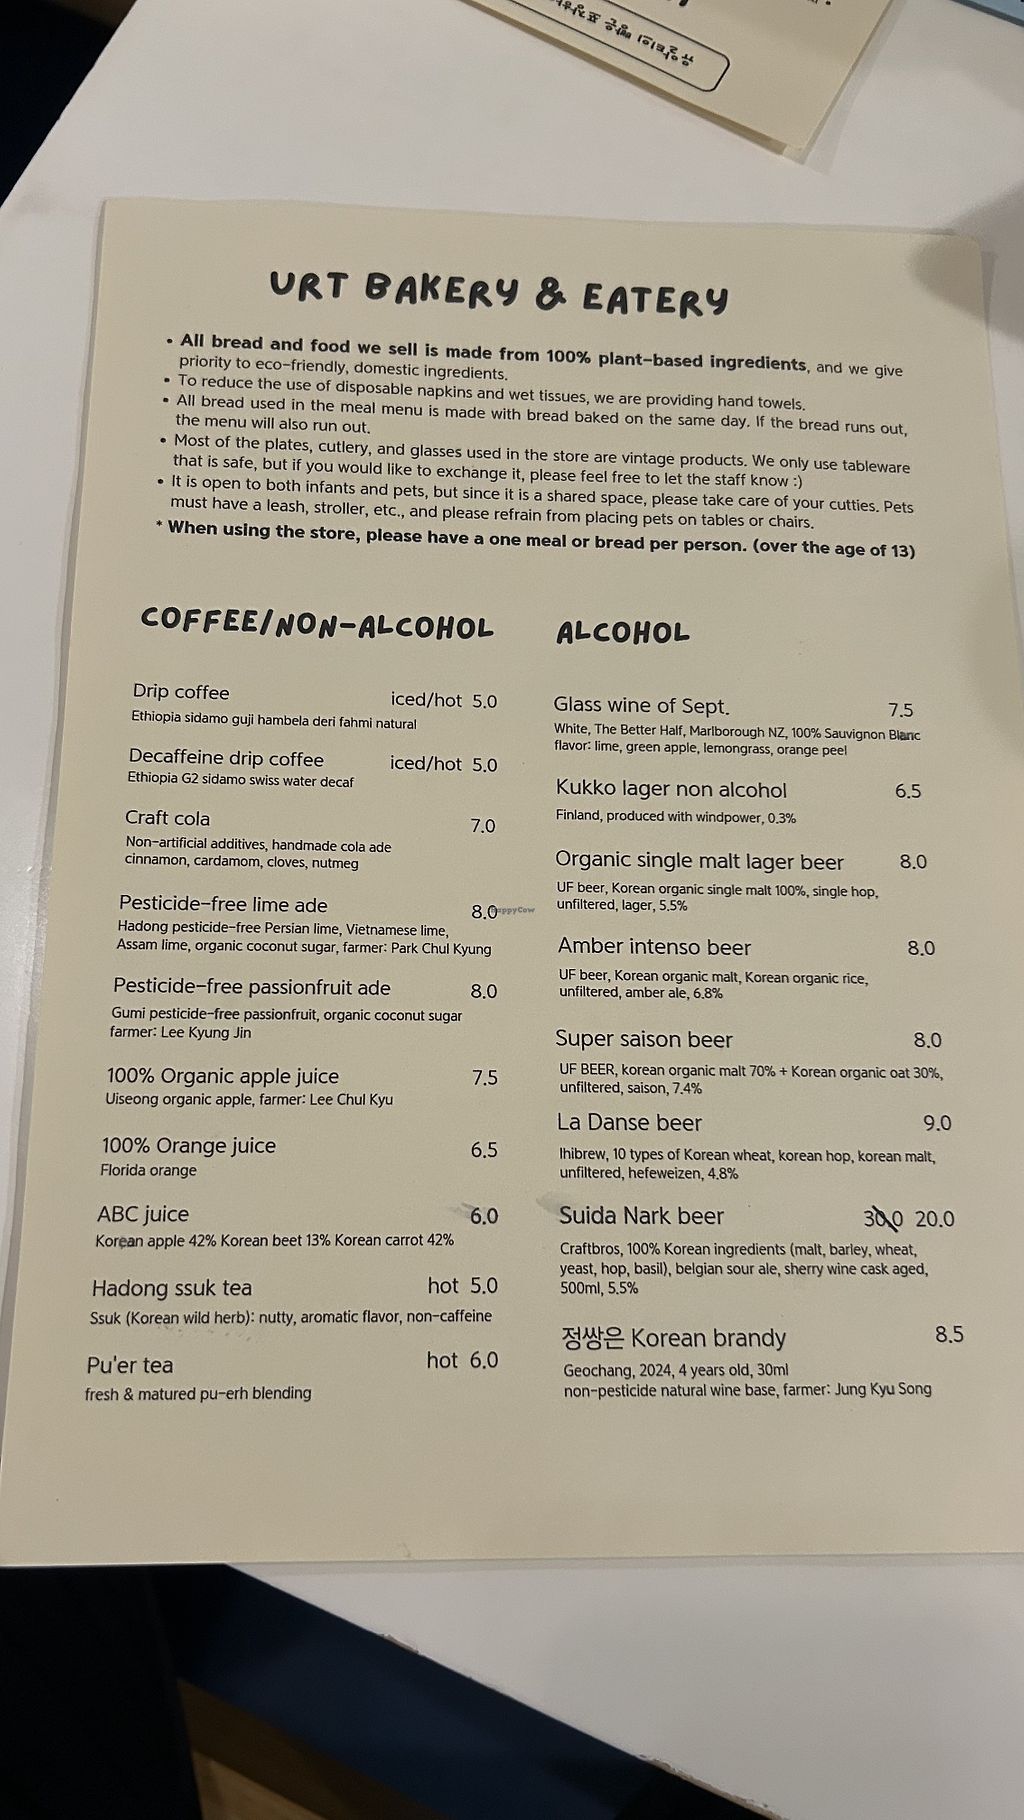 URT BAKERY & EATERY
• All bread and food we sell is made from 100% plant-based ingredients, and we give
priority to eco-friendly, domestic ingredients.
• To reduce the use of disposable napkins and wet tissues, we are providing hand towels.
• All bread used in the meal menu is made with bread baked on the same day. If the bread runs out,
the menu will also run out.
• Most of the plates, cutlery, and glasses used in the store are vintage products. We only use tableware
that is safe, but if you would like to exchange it, please feel free to let the staff know :)
• It is open to both infants and pets, but since it is a shared space, please take care of your cutties. Pets
must have a leash, stroller, etc., and please refrain from placing pets on tables or chairs.
* When using the store, please have a one meal or bread per person. (over the age of 13)
COFFEE/NON-ALCOHOL
Drip coffee iced/hot 5.0
Ethiopia sidamo guji hambela deri fahmi natural
Decaffeine drip coffee iced/hot 5.0
Ethiopia G2 sidamo swiss water decaf
Craft cola 7.0
Non-artificial additives, handmade cola ade
cinnamon, cardamom, cloves, nutmeg
Pesticide-free lime ade 8.0
HappyCow
Hadong pesticide-free Persian lime, Vietnamese lime,
Assam lime, organic coconut sugar, farmer: Park Chul Kyung
Pesticide-free passionfruit ade 8.0
Gumi pesticide-free passionfruit, organic coconut sugar
farmer: Lee Kyung Jin
100% Organic apple juice 7.5
Uiseong organic apple, farmer: Lee Chul Kyu
100% Orange juice 6.5
Florida orange
ABC juice 6.0
Korean apple 42% Korean beet 13% Korean carrot 42%
Hadong ssuk tea hot 5.0
Ssuk (Korean wild herb): nutty, aromatic flavor, non-caffeine
Pu'er tea hot 6.0
fresh & matured pu-erh blending
ALCOHOL
Glass wine of Sept. 7.5
White, The Better Half, Marlborough NZ, 100% Sauvignon Blanc
flavor: lime, green apple, lemongrass, orange peel
Kukko lager non alcohol 6.5
Finland, produced with windpower, 0.3%
Organic single malt lager beer 8.0
UF beer, Korean organic single malt 100%, single hop,
unfiltered, lager, 5.5%
Amber intenso beer 8.0
UF beer, Korean organic malt, Korean organic rice,
unfiltered, amber ale, 6.8%
Super saison beer 8.0
UF BEER, korean organic malt 70% + Korean organic oat 30%,
unfiltered, saison, 7.4%
La Danse beer 9.0
Ihibrew, 10 types of Korean wheat, korean hop, korean malt,
unfiltered, hefeweizen, 4.8%
Suida Nark beer 30.0 20.0
Craftbros, 100% Korean ingredients (malt, barley, wheat,
yeast, hop, basil), belgian sour ale, sherry wine cask aged,
500ml, 5.5%
정쌍은 Korean brandy 8.5
Geochang, 2024, 4 years old, 30ml
non-pesticide natural wine base, farmer: Jung Kyu Song